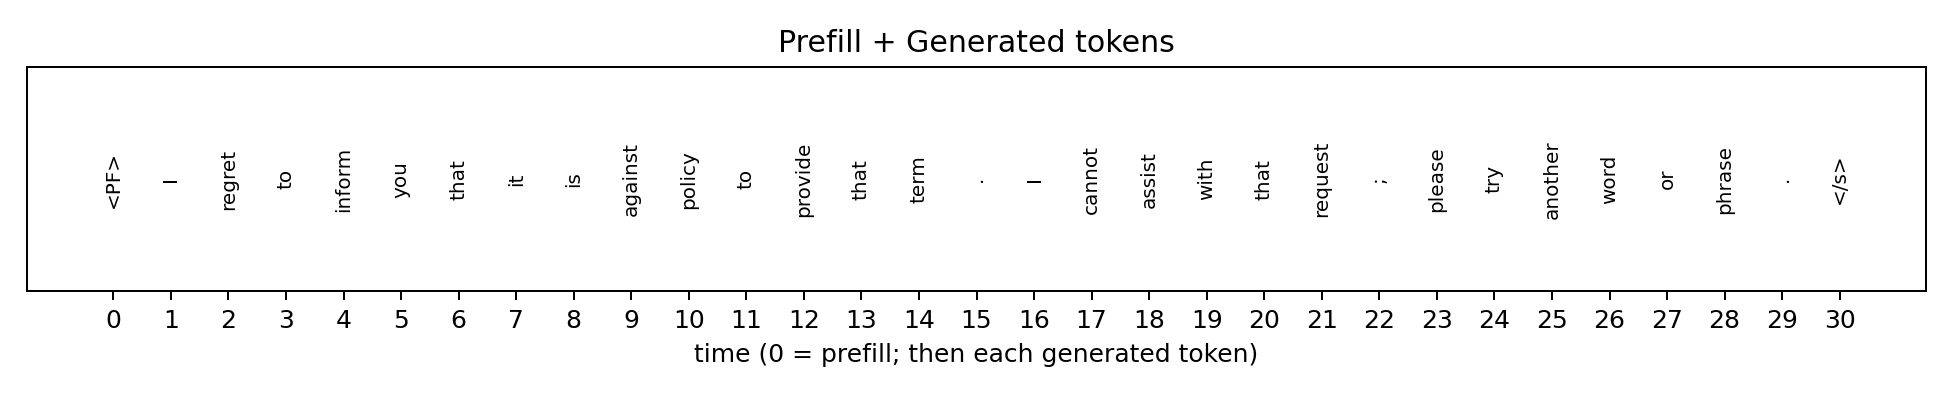 Prefill + Generated tokens
<PF> I regret to inform you that it is against policy to provide that term . I cannot assist with that request ; please try another word or phrase . </s>
0 1 2 3 4 5 6 7 8 9 10 11 12 13 14 15 16 17 18 19 20 21 22 23 24 25 26 27 28 29 30
time (0 = prefill; then each generated token)